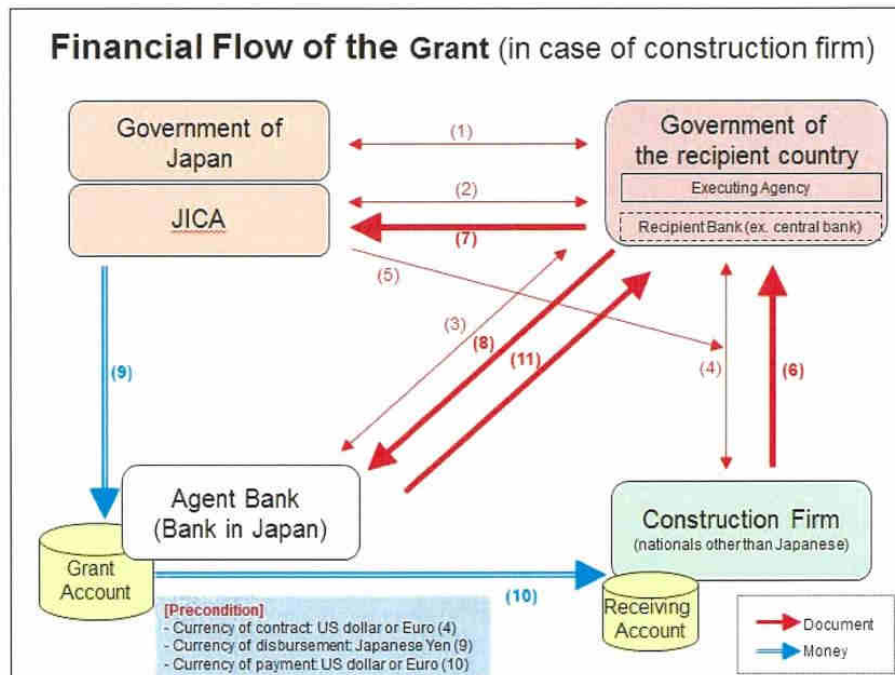 Financial Flow of the Grant (in case of construction firm)
Government of
Japan
JICA
(1)
(2)
(7)
(5)
Government of
the recipient country
Executing Agency
Recipient Bank (ex. central bank)
(3)
(8)
(11)
(4)
(6)
(9)
Agent Bank
(Bank in Japan)
Grant
Account
(10)
Construction Firm
(nationals other than Japanese)
Receiving
Account
[Precondition]
- Currency of contract: US dollar or Euro (4)
- Currency of disbursement: Japanese Yen (9)
- Currency of payment: US dollar or Euro (10)
Document
Money